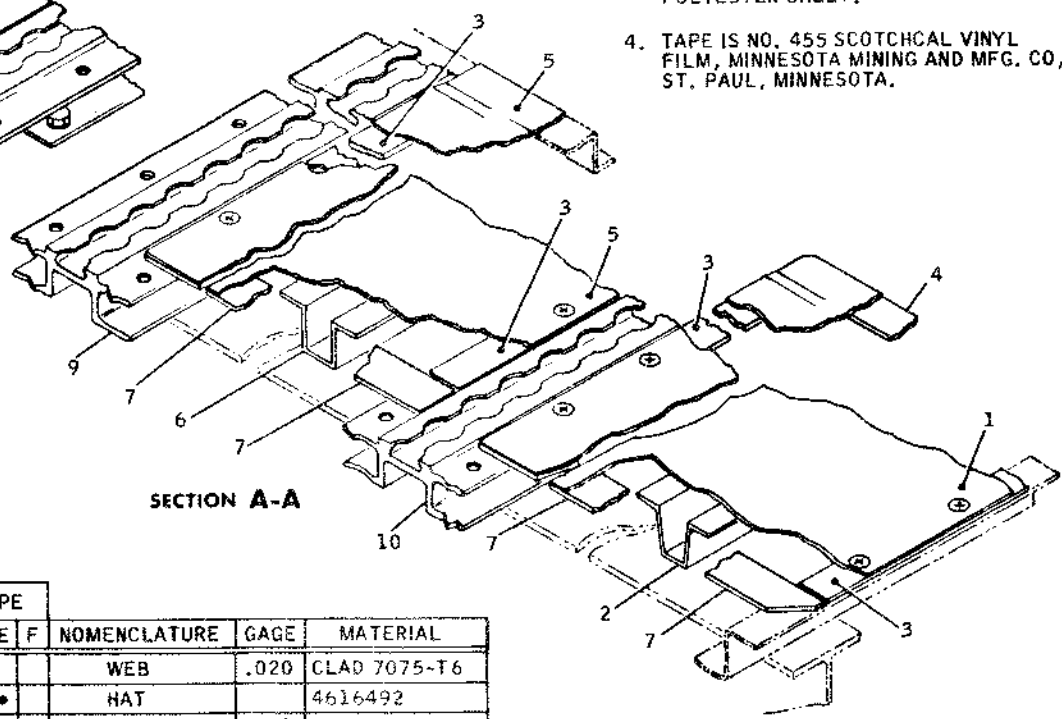 POLYESTER SHEET.
4. TAPE IS NO. 455 SCOTCHCAL VINYL
FILM, MINNESOTA MINING AND MFG. CO,
ST. PAUL, MINNESOTA.
3
5
3
5
3
4
9
7
6
7
1
SECTION A-A
10
7
2
7
3
PE
E F NOMENCLATURE GAGE MATERIAL
WEB .020 CLAD 7075-T6
HAT 4616492